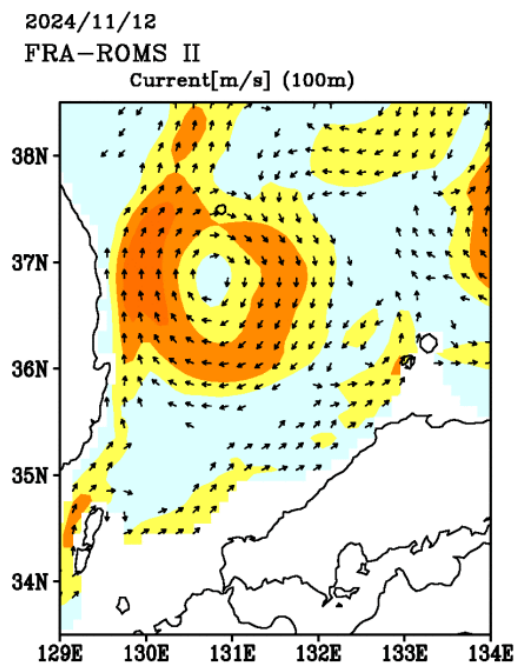 2024/11/12
FRA-ROMS II
Current[m/s] (100m)
38N
37N
36N
35N
34N
129E 130E 131E 132E 133E 134E